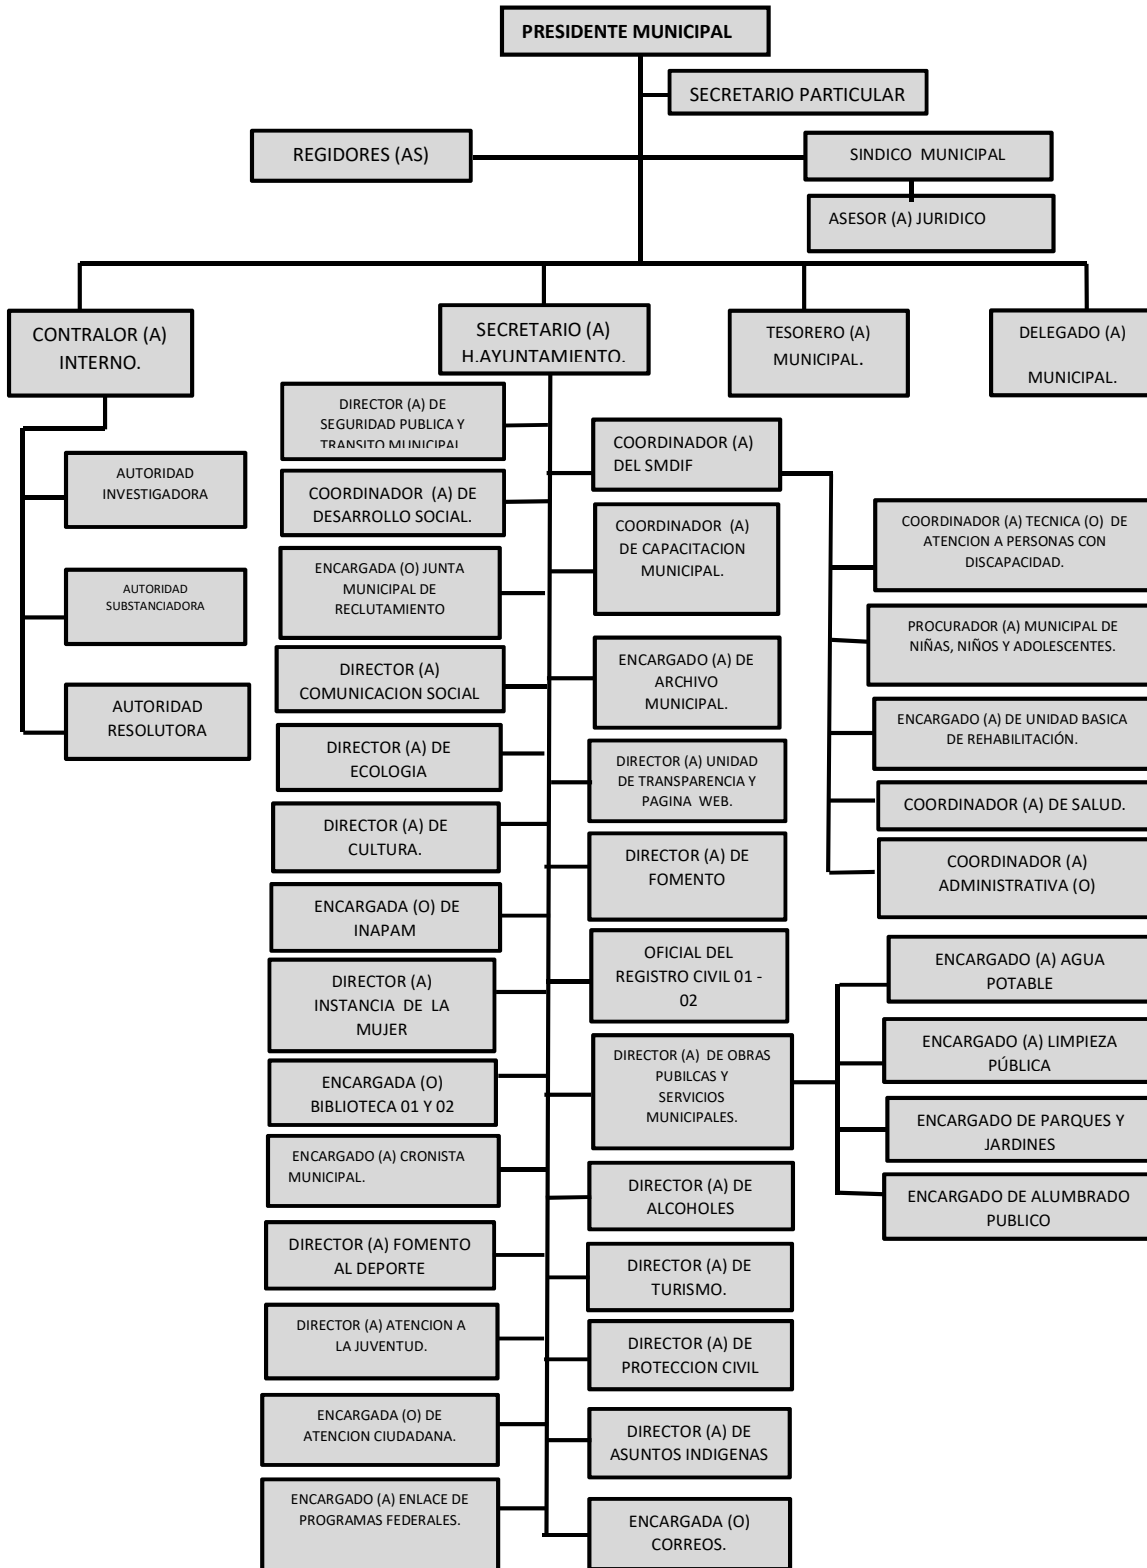 PRESIDENTE MUNICIPAL
SECRETARIO PARTICULAR
REGIDORES (AS)
SINDICO MUNICIPAL
ASESOR (A) JURIDICO
CONTRALOR (A)
INTERNO.
SECRETARIO (A)
H.AYUNTAMIENTO.
TESORERO (A)
MUNICIPAL.
DELEGADO (A)
MUNICIPAL.
AUTORIDAD
INVESTIGADORA
AUTORIDAD
SUBSTANCIADORA
AUTORIDAD
RESOLUTORA
DIRECTOR (A) DE
SEGURIDAD PUBLICA Y
TRANSITO MUNICIPAL
COORDINADOR (A) DE
DESARROLLO SOCIAL.
ENCARGADA (O) JUNTA
MUNICIPAL DE
RECLUTAMIENTO
DIRECTOR (A)
COMUNICACION SOCIAL
DIRECTOR (A) DE
ECOLOGIA
DIRECTOR (A) DE
CULTURA.
ENCARGADA (O) DE
INAPAM
DIRECTOR (A)
INSTANCIA DE LA
MUJER
ENCARGADA (O)
BIBLIOTECA 01 Y 02
ENCARGADO (A) CRONISTA
MUNICIPAL.
DIRECTOR (A) FOMENTO
AL DEPORTE
DIRECTOR (A) ATENCION A
LA JUVENTUD.
ENCARGADA (O) DE
ATENCION CIUDADANA.
ENCARGADO (A) ENLACE DE
PROGRAMAS FEDERALES.
COORDINADOR (A)
DEL SMDIF
COORDINADOR (A)
DE CAPACITACION
MUNICIPAL.
ENCARGADO (A) DE
ARCHIVO
MUNICIPAL.
DIRECTOR (A) UNIDAD
DE TRANSPARENCIA Y
PAGINA WEB.
DIRECTOR (A) DE
FOMENTO
OFICIAL DEL
REGISTRO CIVIL 01 -
02
DIRECTOR (A) DE OBRAS
PUBILCAS Y
SERVICIOS
MUNICIPALES.
DIRECTOR (A) DE
ALCOHOLES
DIRECTOR (A) DE
TURISMO.
DIRECTOR (A) DE
PROTECCION CIVIL
DIRECTOR (A) DE
ASUNTOS INDIGENAS
ENCARGADA (O)
CORREOS.
COORDINADOR (A) TECNICA (O) DE
ATENCION A PERSONAS CON
DISCAPACIDAD.
PROCURADOR (A) MUNICIPAL DE
NIÑAS, NIÑOS Y ADOLESCENTES.
ENCARGADO (A) DE UNIDAD BASICA
DE REHABILITACIÓN.
COORDINADOR (A) DE SALUD.
COORDINADOR (A)
ADMINISTRATIVA (O)
ENCARGADO (A) AGUA
POTABLE
ENCARGADO (A) LIMPIEZA
PÚBLICA
ENCARGADO DE PARQUES Y
JARDINES
ENCARGADO DE ALUMBRADO
PUBLICO